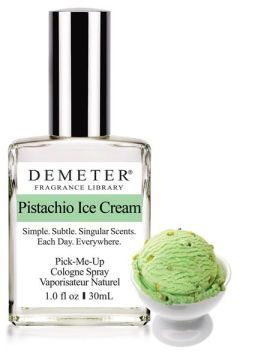 DEMETER®
FRAGRANCE LIBRARY
Pistachio Ice Cream
Simple. Subtle. Singular Scents.
Each Day. Everywhere.
Pick-Me-Up
Cologne Spray
Vaporisateur Naturel
1.0 fl oz | 30mL